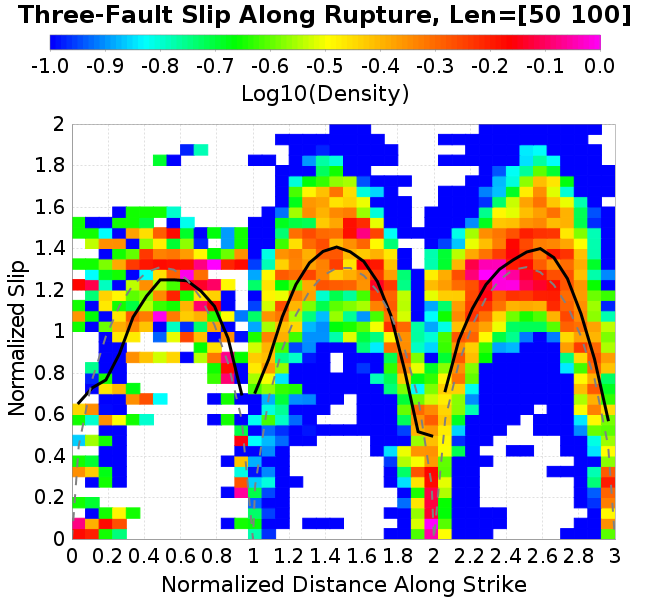 Three-Fault Slip Along Rupture, Len=[50 100]
-1.0 -0.9 -0.8 -0.7 -0.6 -0.5 -0.4 -0.3 -0.2 -0.1 0.0
Log10(Density)
Normalized Slip
2
1.8
1.6
1.4
1.2
1
0.8
0.6
0.4
0.2
0
0 0.2 0.4 0.6 0.8 1 1.2 1.4 1.6 1.8 2 2.2 2.4 2.6 2.8 3
Normalized Distance Along Strike